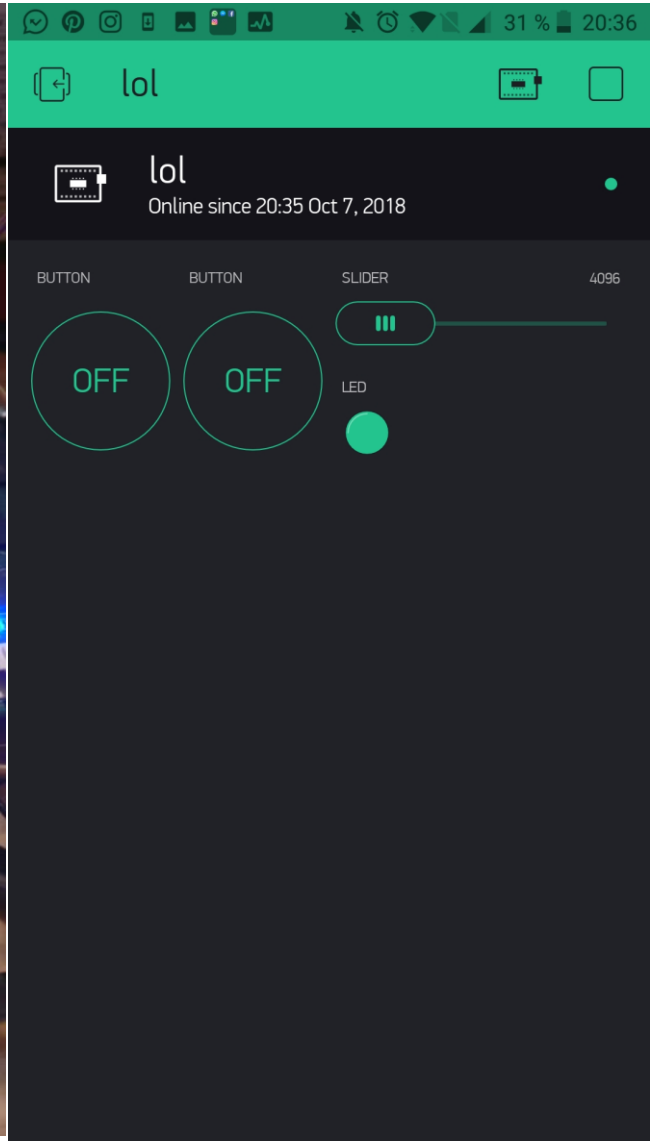 31 % 20:36
lol
lol
Online since 20:35 Oct 7, 2018
BUTTON BUTTON SLIDER 4096
OFF OFF
LED